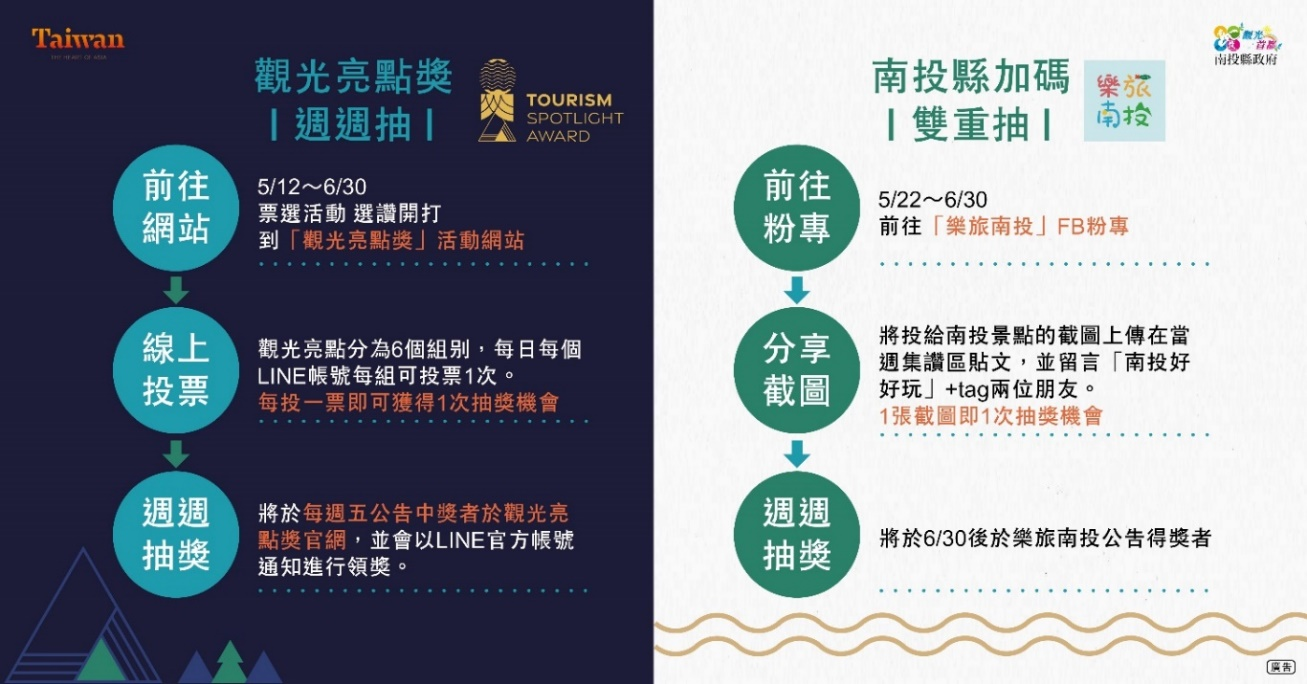 Taiwan
THE HEART OF ASIA
觀光亮點獎
|週週抽|
TOURISM
SPOTLIGHT
AWARD
前往
網站
5/12～6/30
票選活動 選讚開打
到「觀光亮點獎」活動網站
線上
投票
觀光亮點分為6個組別，每日每個
LINE帳號每組可投票1次。
每投一票即可獲得1次抽獎機會
週週
抽獎
將於每週五公告中獎者於觀光亮
點獎官網，並會以LINE官方帳號
通知進行領獎。
觀光
首嘉
南投縣政府
南投縣加碼
|雙重抽|
樂旅
南投
前往
粉專
5/22～6/30
前往「樂旅南投」FB粉專
分享
截圖
將投給南投景點的截圖上傳在當
週集讚區貼文，並留言「南投好
好玩」+tag兩位朋友。
1張截圖即1次抽獎機會
週週
抽獎
將於6/30後於樂旅南投公告得獎者
廣告